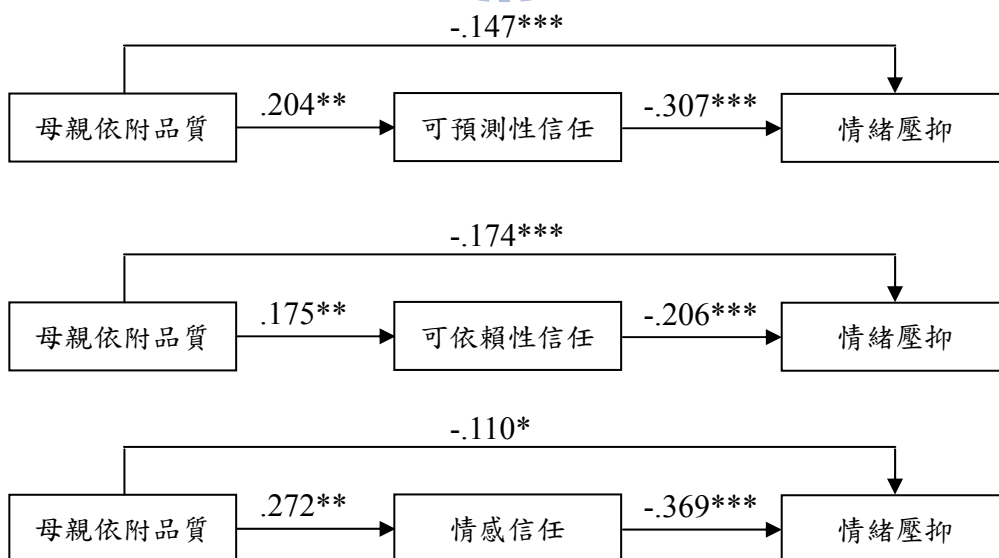 -.147***
母親依附品質 .204** 可預測性信任 -.307*** 情緒壓抑
-.174***
母親依附品質 .175** 可依賴性信任 -.206*** 情緒壓抑
-.110*
母親依附品質 .272** 情感信任 -.369*** 情緒壓抑